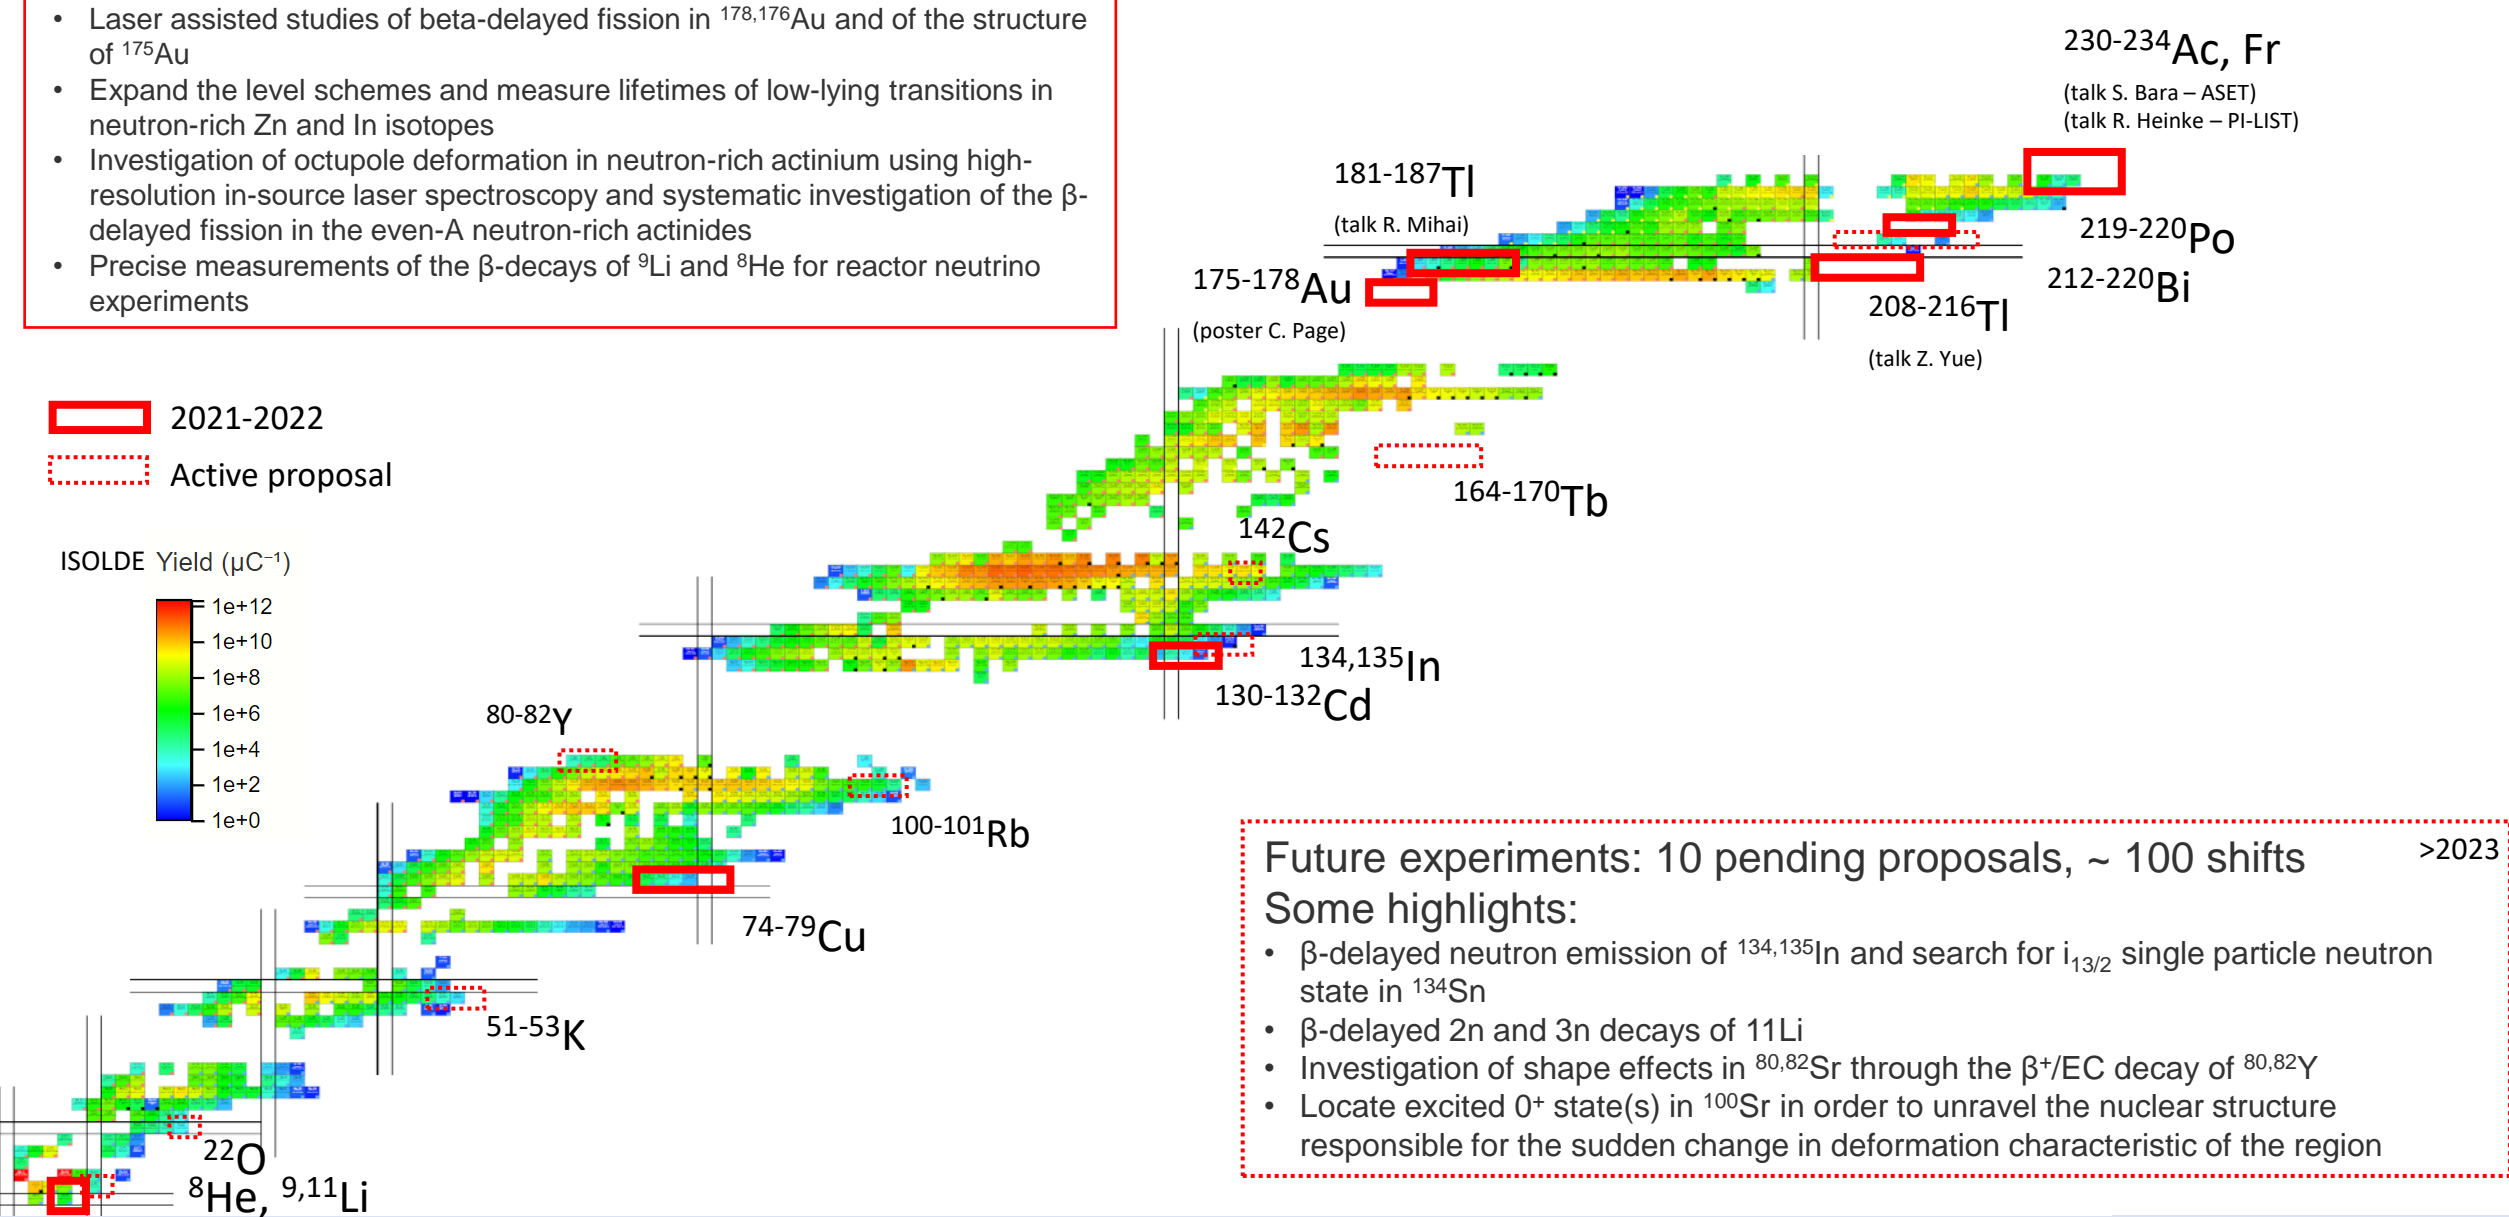 • Laser assisted studies of beta-delayed fission in ¹⁷⁸,¹⁷⁶Au and of the structure
of ¹⁷⁵Au
• Expand the level schemes and measure lifetimes of low-lying transitions in
neutron-rich Zn and In isotopes
• Investigation of octupole deformation in neutron-rich actinium using high-
resolution in-source laser spectroscopy and systematic investigation of the β-
delayed fission in the even-A neutron-rich actinides
• Precise measurements of the β-decays of ⁹Li and ⁸He for reactor neutrino
experiments
230-234Ac, Fr
(talk S. Bara – ASET)
(talk R. Heinke – PI-LIST)
181-187Tl
(talk R. Mihai)
219-220Po
175-178Au
(poster C. Page)
212-220Bi
208-216Tl
(talk Z. Yue)
2021-2022
Active proposal
164-170Tb
142Cs
ISOLDE Yield (μC⁻¹)
1e+12
1e+10
1e+8
1e+6
1e+4
1e+2
1e+0
134,135In
130-132Cd
80-82Y
100-101Rb
74-79Cu
51-53K
22O
8He, 9,11Li
Future experiments: 10 pending proposals, ~ 100 shifts
>2023
Some highlights:
• β-delayed neutron emission of ¹³⁴,¹³⁵In and search for i₁₃/₂ single particle neutron
state in ¹³⁴Sn
• β-delayed 2n and 3n decays of 11Li
• Investigation of shape effects in ⁸⁰,⁸²Sr through the β⁺/EC decay of ⁸⁰,⁸²Y
• Locate excited 0⁺ state(s) in ¹⁰⁰Sr in order to unravel the nuclear structure
responsible for the sudden change in deformation characteristic of the region